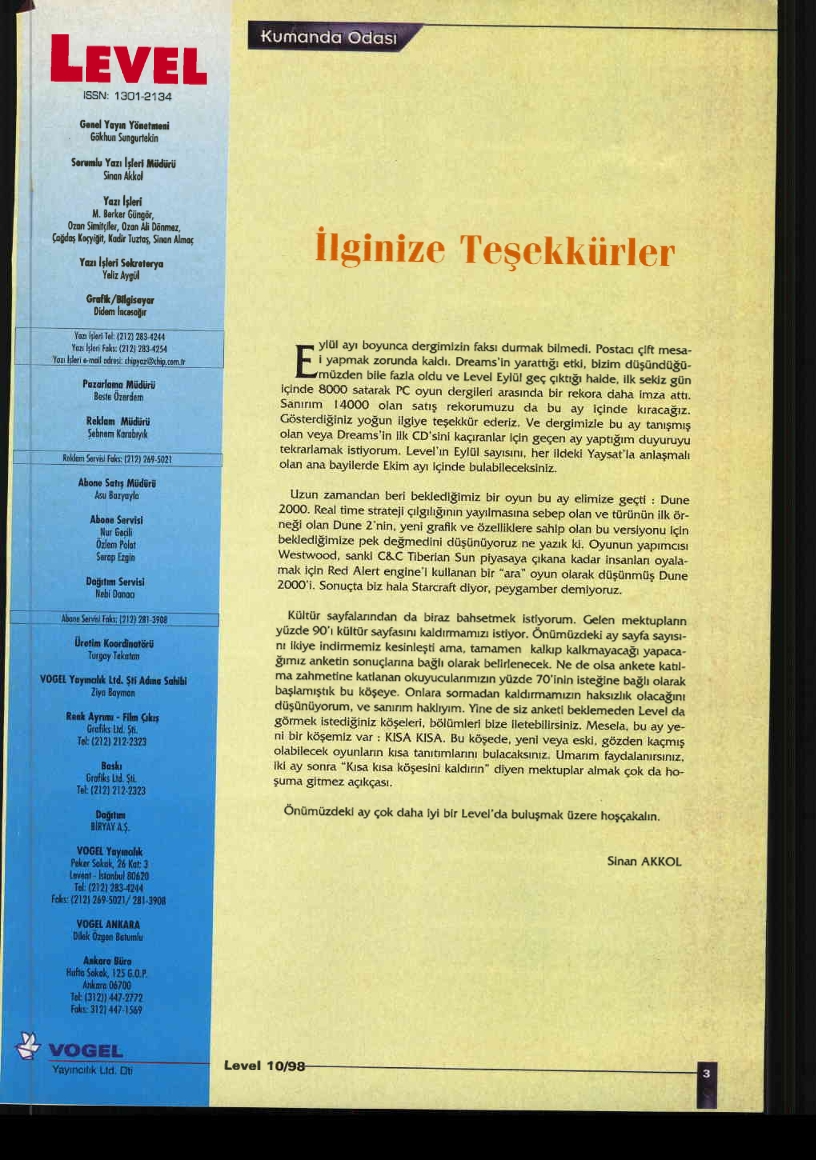 LEVEL
ISSN: 1301-2134
Genel Yayın Yönetmeni
Gökhun Sungurtekin
Sorumlu Yazı İşleri Müdürü
Sinan Akkol
Yazı İşleri
M. Berker Güngör,
Ozan Simitçiler, Ozan Ali Dönmez,
Çağdaş Koçyiğit, Kadir Tuztaş, Sinan Almaç
Yazı İşleri Sekreterya
Yeliz Aygül
Grafik/Bilgisayar
Didem İncesağır
Yazı İşleri Tel: (212) 283-4244
Yazı İşleri Faks: (212) 283-4254
Yazı İsleri e-mail adresi: chipyazi@chip.com.tr
Pazarlama Müdürü
Beste Özerdem
Reklam Müdürü
Şebnem Karabıyık
Reklam Servisi Faks: (212) 269-5021
Abone Satış Müdürü
Asu Bozyayla
Abone Servisi
Nur Geçili
Özlem Polat
Serap Ezgin
Dağıtım Servisi
Nebi Danacı
Abone Servisi Faks: (212) 281-3908
Üretim Koordinatörü
Turgay Tekatan
VOGEL Yayıncılık Ltd. Şti Adına Sahibi
Ziya Bayman
Renk Ayrımı - Film Çıkış
Grafiks Ltd. Şti.
Tel: (212) 212-2323
Baskı
Grafiks Ltd. Şti.
Tel: (212) 212-2323
Dağıtım
BİRYAY A.Ş.
VOGEL Yayıncılık
Peker Sokak, 26 Kat: 3
Levent - İstanbul 80620
Tel: (212) 283-4244
Faks: (212) 269-5021/ 281-3908
VOGEL ANKARA
Dilek Özgen Batumlu
Ankara Büro
Hafta Sokak, 125 G.O.P.
Ankara 06700
Tel: (312)) 447-2772
Faks: 312) 447-1569
VOGEL
Yayıncılık Ltd. Oti
Kumanda Odası
İlginize Teşekkürler
Eylül ayı boyunca dergimizin faksı durmak bilmedi. Postacı çift mesa-
i yapmak zorunda kaldı. Dreams'in yarattığı etki, bizim düşündüğü-
müzden bile fazla oldu ve Level Eylül geç çıktığı halde, ilk sekiz gün
içinde 8000 satarak PC oyun dergileri arasında bir rekora daha imza attı.
Sanırım 14000 olan satış rekorumuzu da bu ay içinde kıracağız.
Gösterdiğiniz yoğun ilgiye teşekkür ederiz. Ve dergimizle bu ay tanışmış
olan veya Dreams'in ilk CD'sini kaçıranlar için geçen ay yaptığım duyuruyu
tekrarlamak istiyorum. Level'ın Eylül sayısını, her ildeki Yaysat'la anlaşmalı
olan ana bayilerde Ekim ayı içinde bulabileceksiniz.
Uzun zamandan beri beklediğimiz bir oyun bu ay elimize geçti : Dune
2000. Real time strateji çılgılığının yayılmasına sebep olan ve türünün ilk ör-
neği olan Dune 2'nin, yeni grafik ve özelliklere sahip olan bu versiyonu için
beklediğimize pek değmedini düşünüyoruz ne yazık ki. Oyunun yapımcısı
Westwood, sanki C&C Tiberian Sun piyasaya çıkana kadar insanları oyala-
mak için Red Alert engine'i kullanan bir "ara" oyun olarak düşünmüş Dune
2000'i. Sonuçta biz hala Starcraft diyor, peygamber demiyoruz.
Kültür sayfalarından da biraz bahsetmek istiyorum. Gelen mektupların
yüzde 90'ı kültür sayfasını kaldırmamızı istiyor. Önümüzdeki ay sayfa sayısı-
nı ikiye indirmemiz kesinleşti ama, tamamen kalkıp kalkmayacağı yapaca-
ğımız anketin sonuçlarına bağlı olarak belirlenecek. Ne de olsa ankete katıl-
ma zahmetine katlanan okuyucularımızın yüzde 70'inin isteğine bağlı olarak
başlamıştık bu köşeye. Onlara sormadan kaldırmamızın haksızlık olacağını
düşünüyorum, ve sanırım haklıyım. Yine de siz anketi beklemeden Level da
görmek istediğiniz köşeleri, bölümleri bize iletebilirsiniz. Mesela, bu ay ye-
ni bir köşemiz var : KISA KISA. Bu köşede, yeni veya eski, gözden kaçmış
olabilecek oyunların kısa tanıtımlarını bulacaksınız. Umarım faydalanırsınız,
iki ay sonra "Kısa kısa köşesini kaldırın" diyen mektuplar almak çok da ho-
şuma gitmez açıkçası.
Önümüzdeki ay çok daha iyi bir Level'da buluşmak üzere hoşçakalın.
Sinan AKKOL
Level 10/98
3